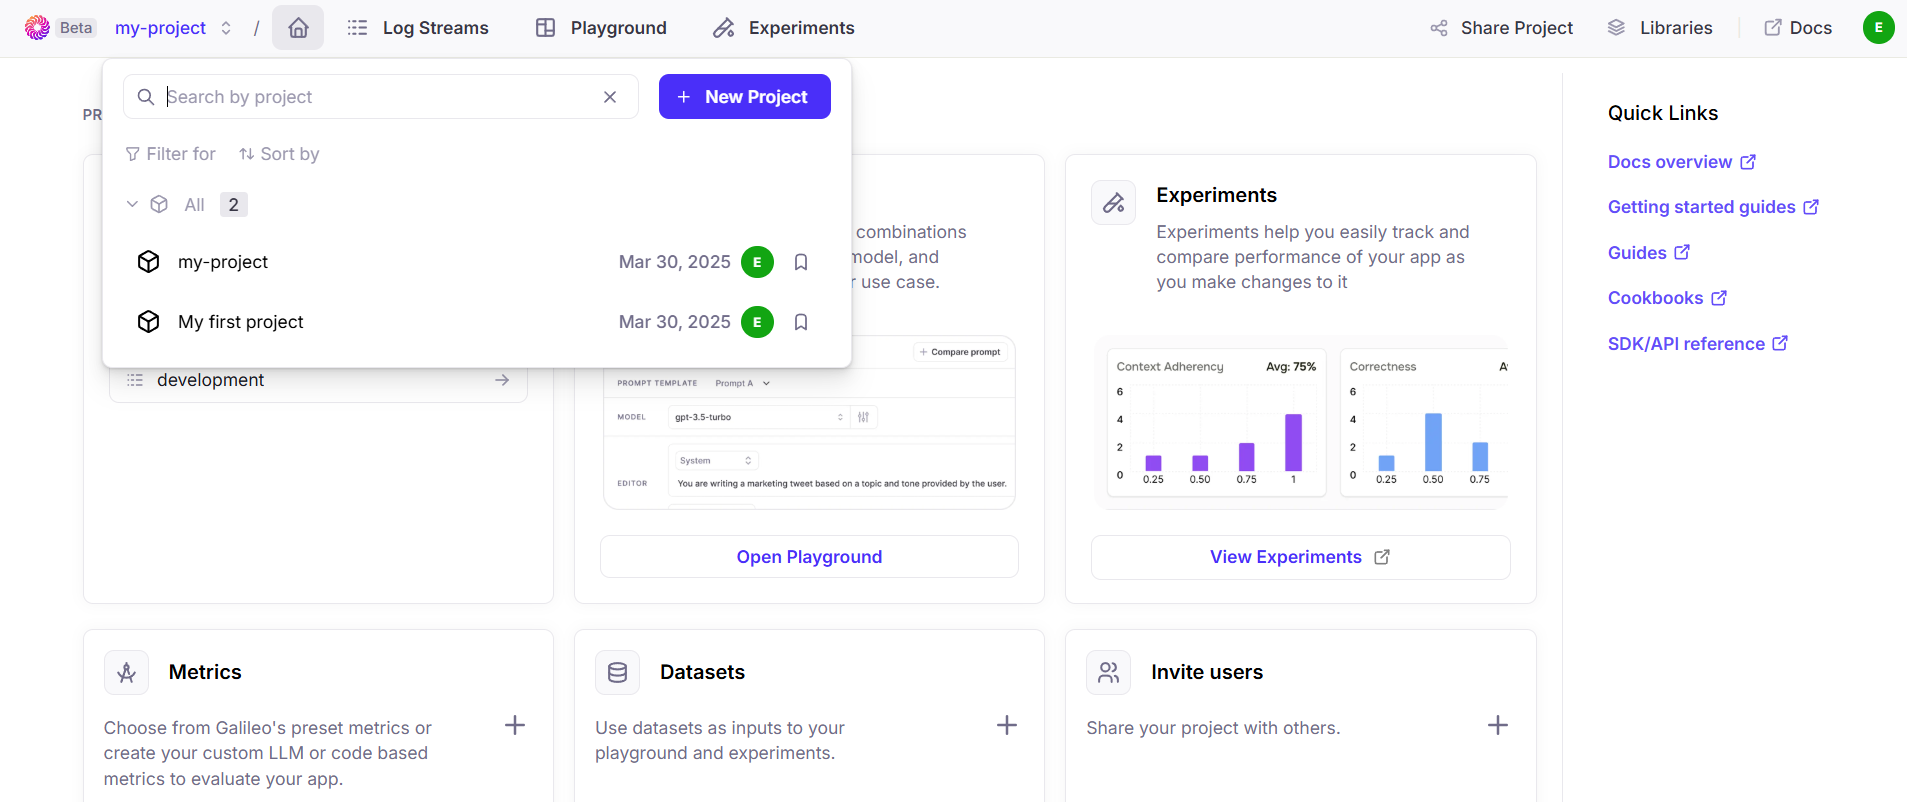 Beta my-project / Log Streams Playground Experiments Share Project Libraries Docs E
Search by project
+ New Project
PR
Filter for Sort by
All 2
my-project Mar 30, 2025 E
My first project Mar 30, 2025 E
development
combinations
model, and
r use case.
+ Compare prompt
PROMPT TEMPLATE Prompt A
MODEL gpt-3.5-turbo
System
EDITOR You are writing a marketing tweet based on a topic and tone provided by the user.
Open Playground
Experiments
Experiments help you easily track and
compare performance of your app as
you make changes to it
Context Adherency Avg: 75%
6
4
2
0
0.25 0.50 0.75 1
Correctness A
6
4
2
0
0.25 0.50 0.75
View Experiments
Quick Links
Docs overview
Getting started guides
Guides
Cookbooks
SDK/API reference
Metrics
Choose from Galileo's preset metrics or
create your custom LLM or code based
metrics to evaluate your app.
Datasets
Use datasets as inputs to your
playground and experiments.
Invite users
Share your project with others.